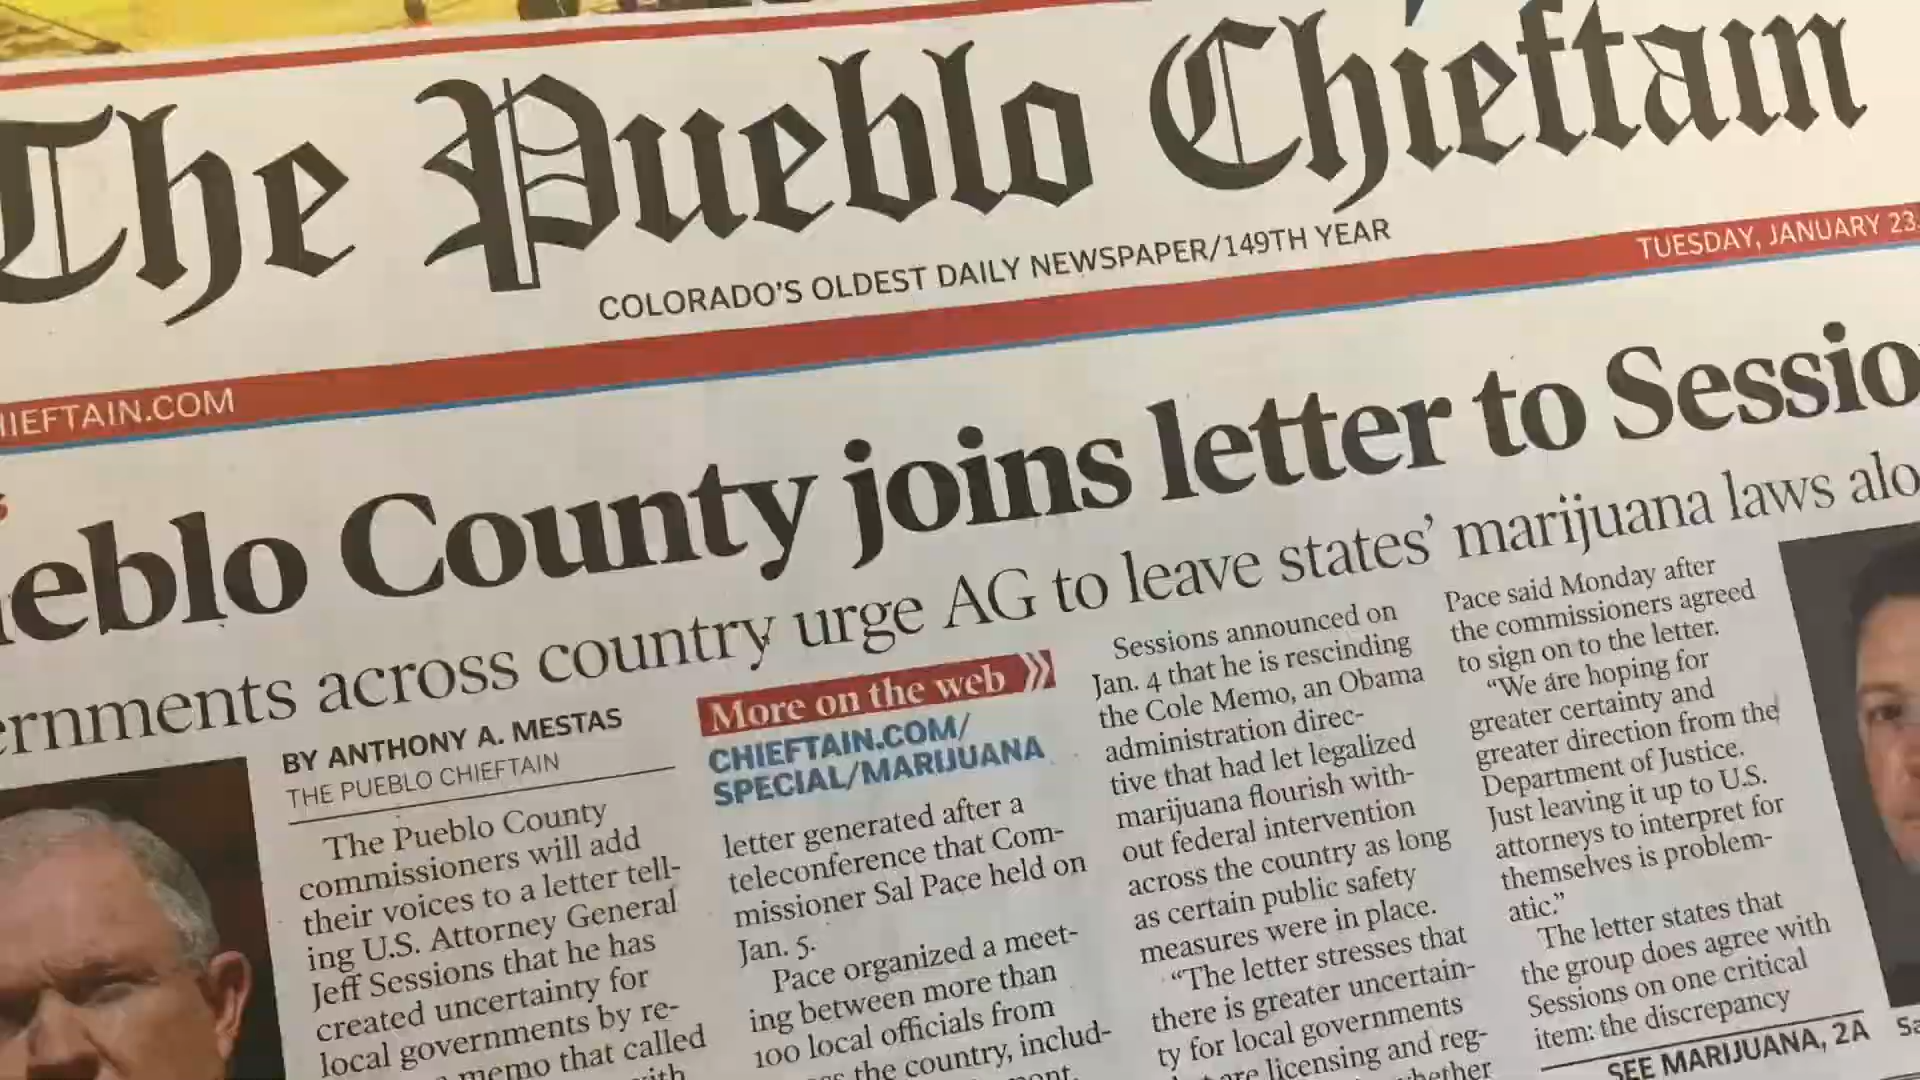 The Pueblo Chieftain
COLORADO'S OLDEST DAILY NEWSPAPER/149TH YEAR
TUESDAY, JANUARY 23,
HIEFTAIN.COM
eblo County joins letter to Sessio
ernments across country urge AG to leave states' marijuana laws alo
BY ANTHONY A. MESTAS
THE PUEBLO CHIEFTAIN
The Pueblo County
commissioners will add
their voices to a letter tell-
ing U.S. Attorney General
Jeff Sessions that he has
created uncertainty for
local governments by re-
memo that called
More on the web
CHIEFTAIN.COM/
SPECIAL/MARIJUANA
letter generated after a
teleconference that Com-
missioner Sal Pace held on
Jan. 5.
Pace organized a meet-
ing between more than
100 local officials from
the country, includ-
Sessions announced on
Jan. 4 that he is rescinding
the Cole Memo, an Obama
administration direc-
tive that had let legalized
marijuana flourish with-
out federal intervention
across the country as long
as certain public safety
measures were in place.
"The letter stresses that
there is greater uncertain-
ty for local governments
are licensing and reg-
Pace said Monday after
the commissioners agreed
to sign on to the letter.
"We are hoping for
greater certainty and
greater direction from the
Department of Justice.
Just leaving it up to U.S.
attorneys to interpret for
themselves is problem-
atic."
The letter states that
the group does agree with
Sessions on one critical
item: the discrepancy
SEE MARIJUANA, 2A
Sa